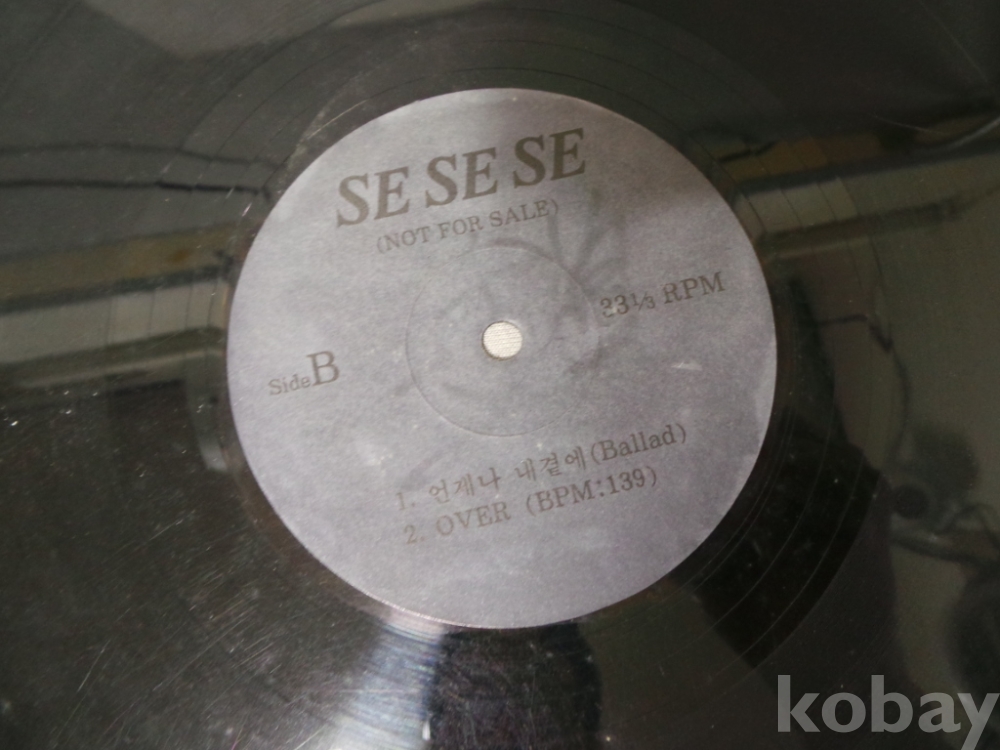 SE SE SE
(NOT FOR SALE)
33⅓ RPM
Side B
1. 언개나 내곁에(Ballad)
2. OVER (BPM:139)
kobay